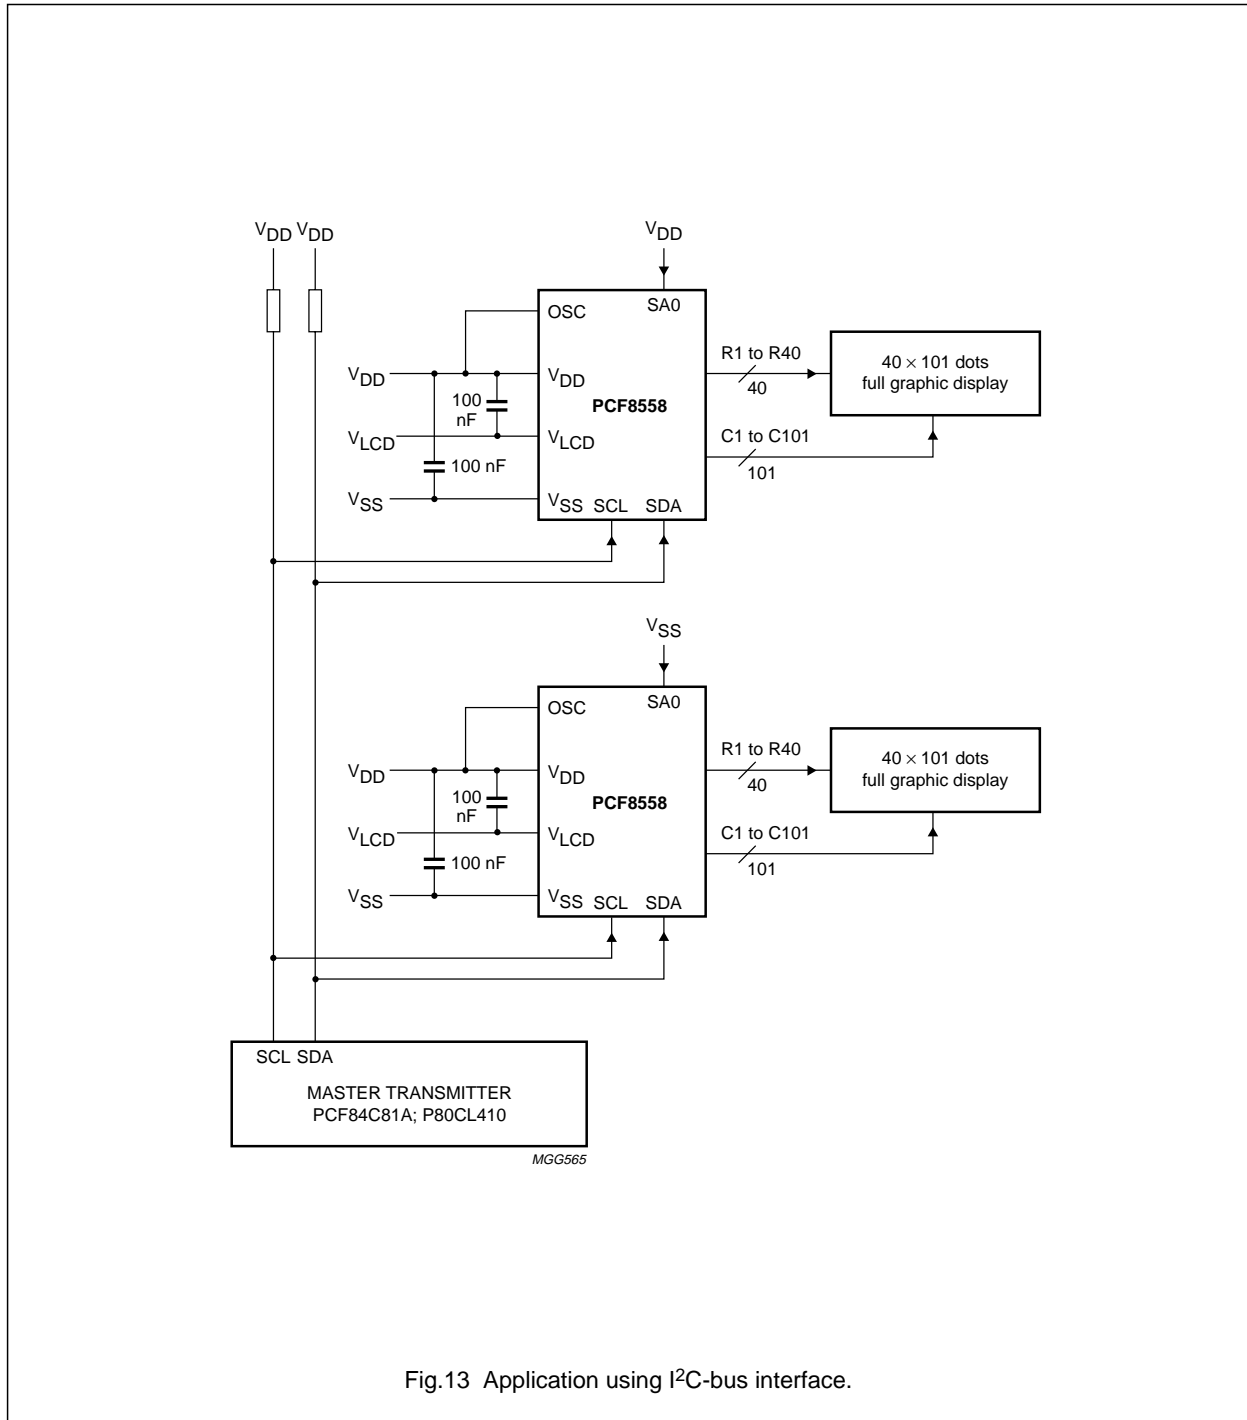 VDD VDD
VDD
OSC
SA0
VDD
VDD
100
nF
PCF8558
VLCD
VLCD
100 nF
VSS
VSS
SCL
SDA
R1 to R40
40
C1 to C101
101
40 × 101 dots
full graphic display
VSS
OSC
SA0
VDD
VDD
100
nF
PCF8558
VLCD
VLCD
100 nF
VSS
VSS
SCL
SDA
R1 to R40
40
C1 to C101
101
40 × 101 dots
full graphic display
SCL SDA
MASTER TRANSMITTER
PCF84C81A; P80CL410
MGG565
Fig.13 Application using I²C-bus interface.